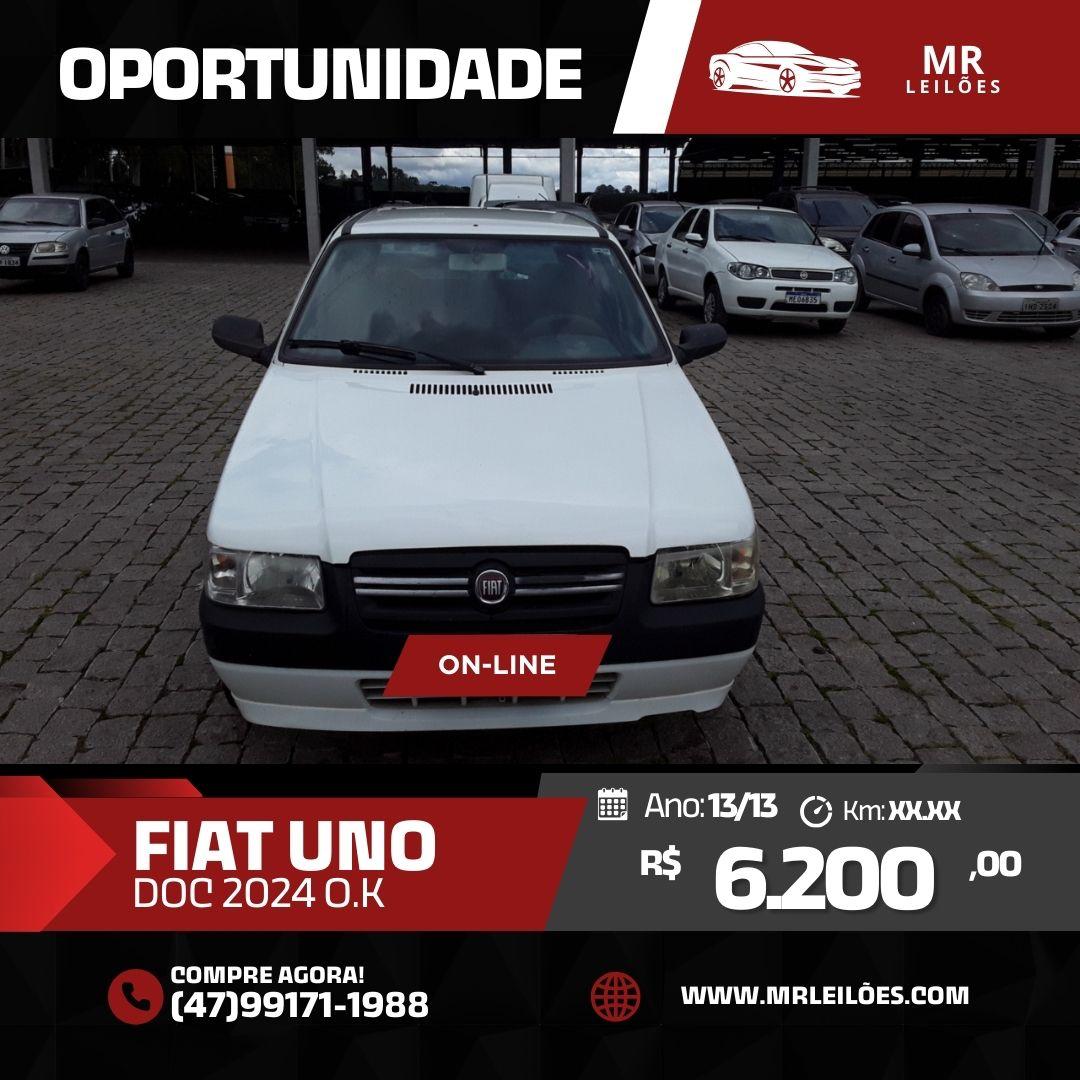 OPORTUNIDADE
MR
LEILÕES
MEO6B35
FIAT
ON-LINE
Ano: 13/13
Km: XX.XX
FIAT UNO
DOC 2024 O.K
R$ 6.200 ,00
COMPRE AGORA!
(47)99171-1988
WWW.MRLEILÕES.COM